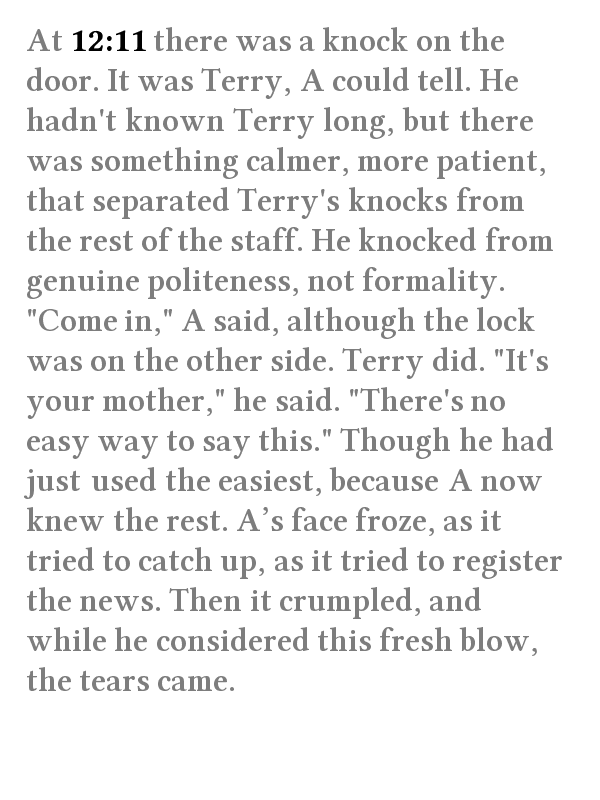 At 12:11 there was a knock on the
door. It was Terry, A could tell. He
hadn't known Terry long, but there
was something calmer, more patient,
that separated Terry's knocks from
the rest of the staff. He knocked from
genuine politeness, not formality.
"Come in," A said, although the lock
was on the other side. Terry did. "It's
your mother," he said. "There's no
easy way to say this." Though he had
just used the easiest, because A now
knew the rest. A’s face froze, as it
tried to catch up, as it tried to register
the news. Then it crumpled, and
while he considered this fresh blow,
the tears came.